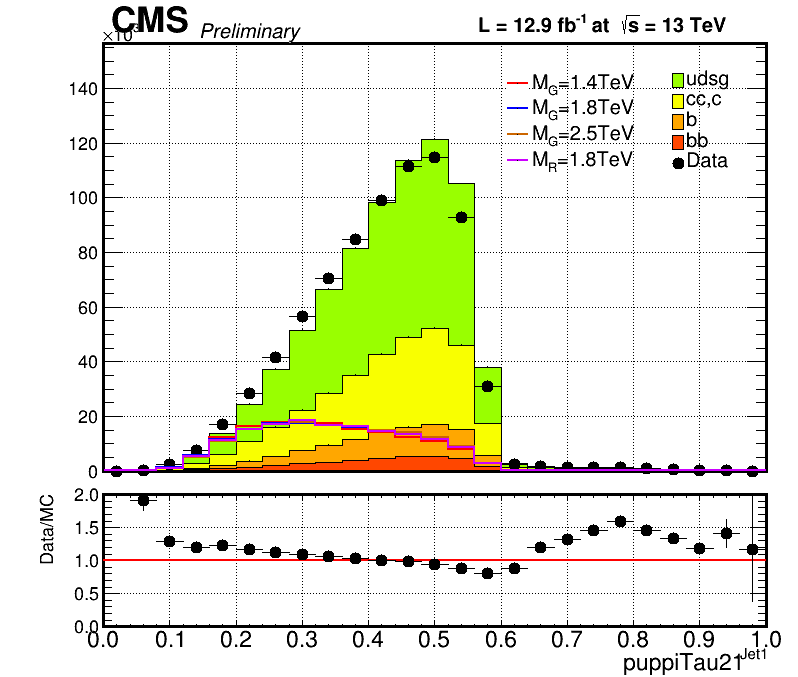 CMS Preliminary L = 12.9 fb⁻¹ at √s = 13 TeV
×10³
140
120
100
80
60
40
20
0
M_G=1.4TeV
M_G=1.8TeV
M_G=2.5TeV
M_R=1.8TeV
udsg
cc,c
b
bb
Data
Data/MC
2.0
1.5
1.0
0.5
0.0
0.0 0.1 0.2 0.3 0.4 0.5 0.6 0.7 0.8 0.9 1.0
puppiTau21^Jet1